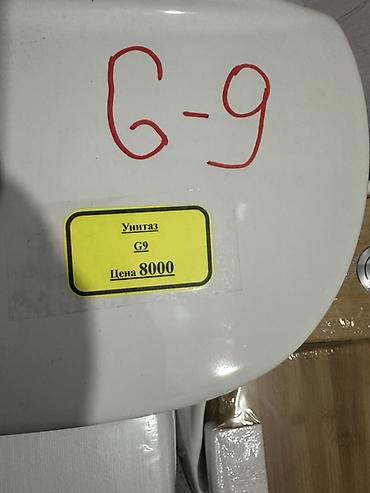 G-9
Унитаз
G9
Цена 8000